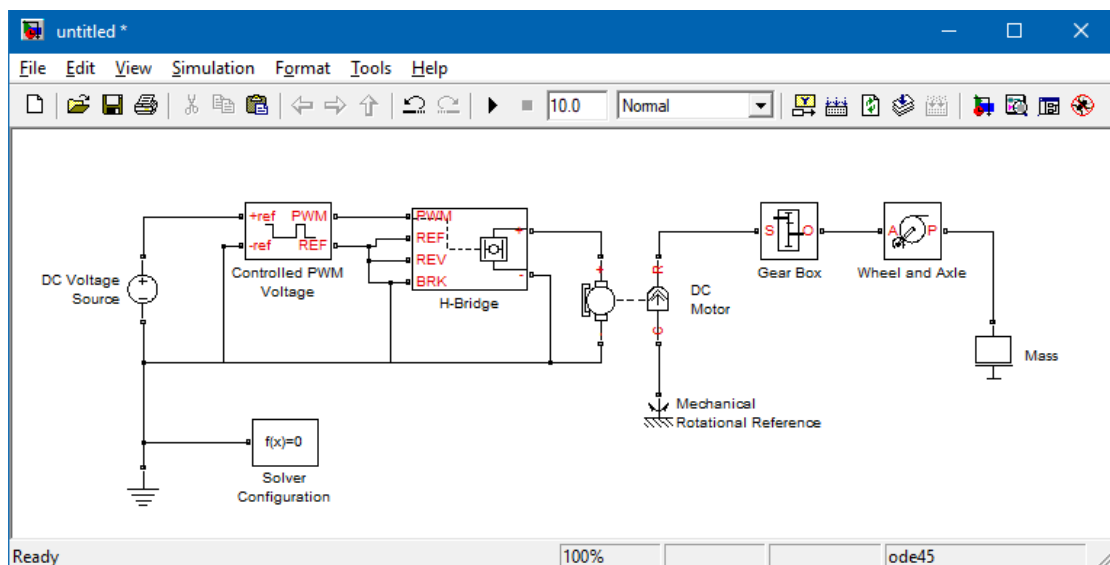 untitled *
File Edit View Simulation Format Tools Help
10.0 Normal
+ref PWM
-ref REF
Controlled PWM
Voltage
PWM
REF
REV
BRK
+
-
H-Bridge
DC Voltage
Source
+
-
R
C
DC
Motor
S O
Gear Box
A P
Wheel and Axle
Mass
Mechanical
Rotational Reference
f(x)=0
Solver
Configuration
Ready 100% ode45